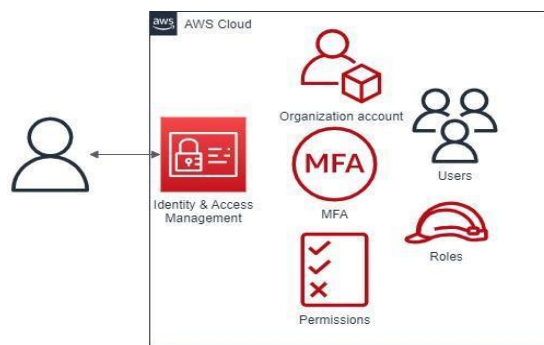 aws
AWS Cloud
Organization account
Users
MFA
Identity & Access
Management
MFA
Roles
Permissions